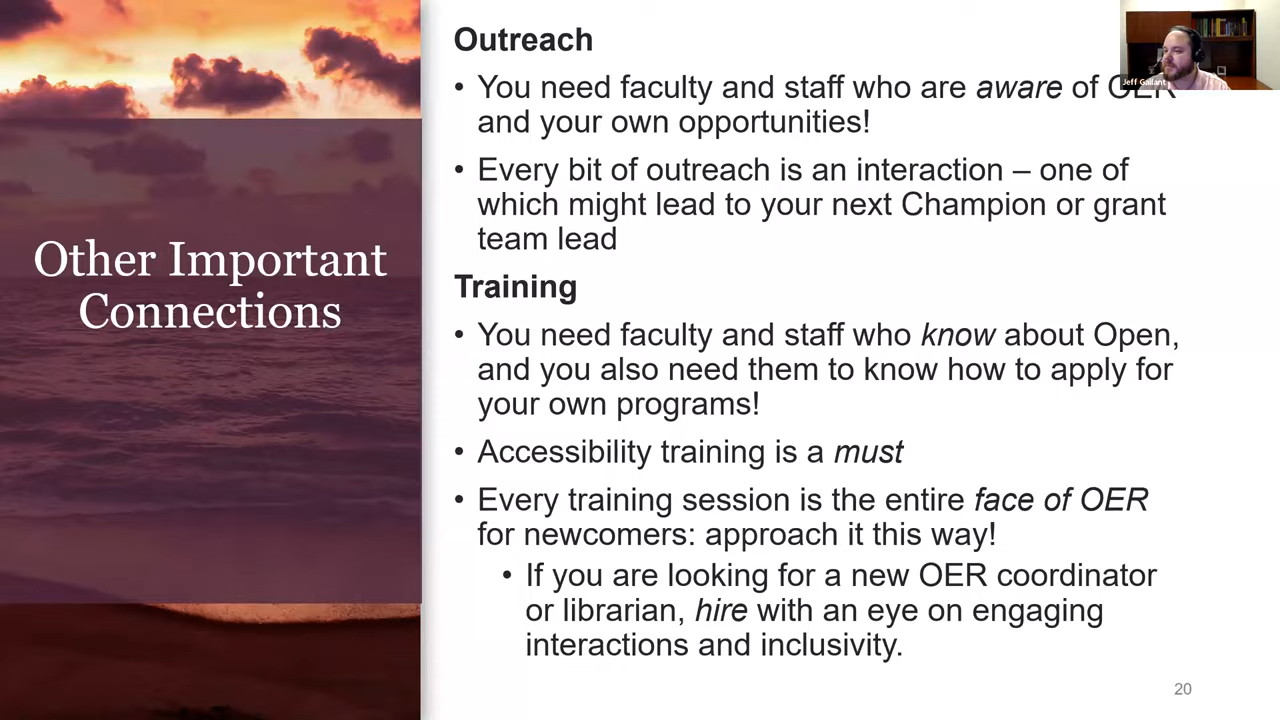 Other Important
Connections
Outreach
• You need faculty and staff who are aware of OER
and your own opportunities!
• Every bit of outreach is an interaction – one of
which might lead to your next Champion or grant
team lead
Training
• You need faculty and staff who know about Open,
and you also need them to know how to apply for
your own programs!
• Accessibility training is a must
• Every training session is the entire face of OER
for newcomers: approach it this way!
• If you are looking for a new OER coordinator
or librarian, hire with an eye on engaging
interactions and inclusivity.
20
Jeff Gallant